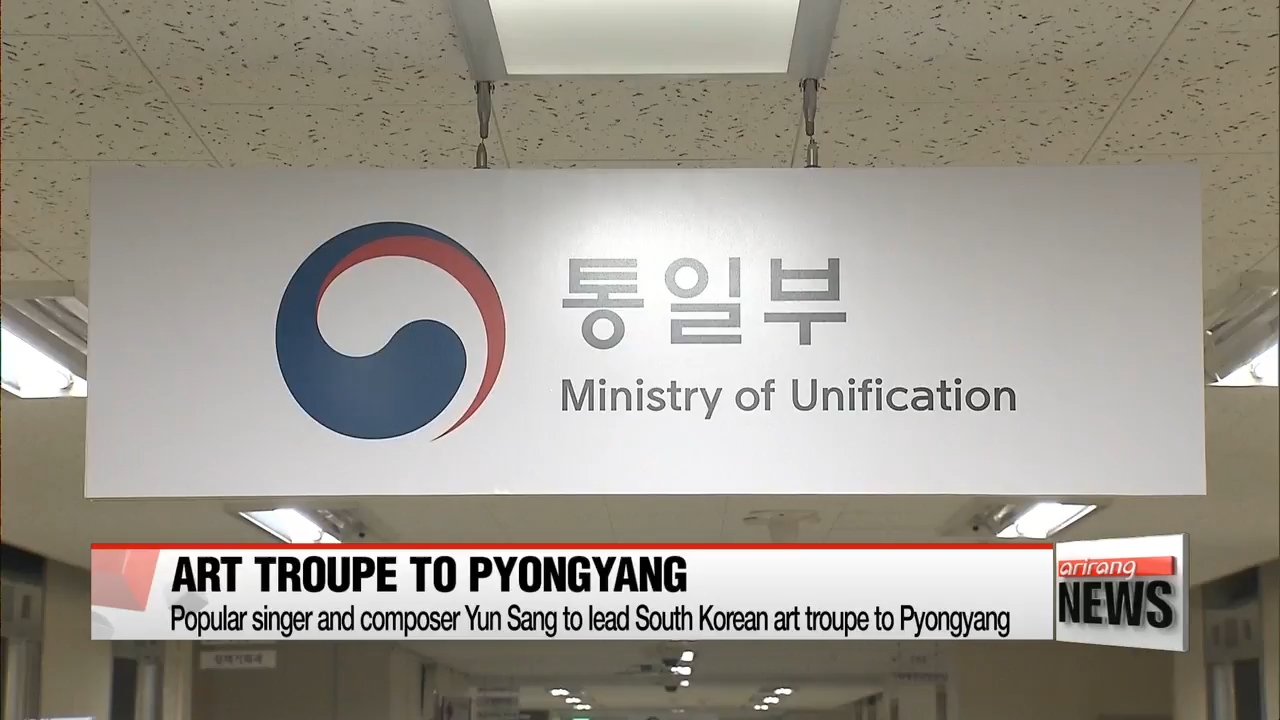 통일부
Ministry of Unification
ART TROUPE TO PYONGYANG
Popular singer and composer Yun Sang to lead South Korean art troupe to Pyongyang
arirang
NEWS